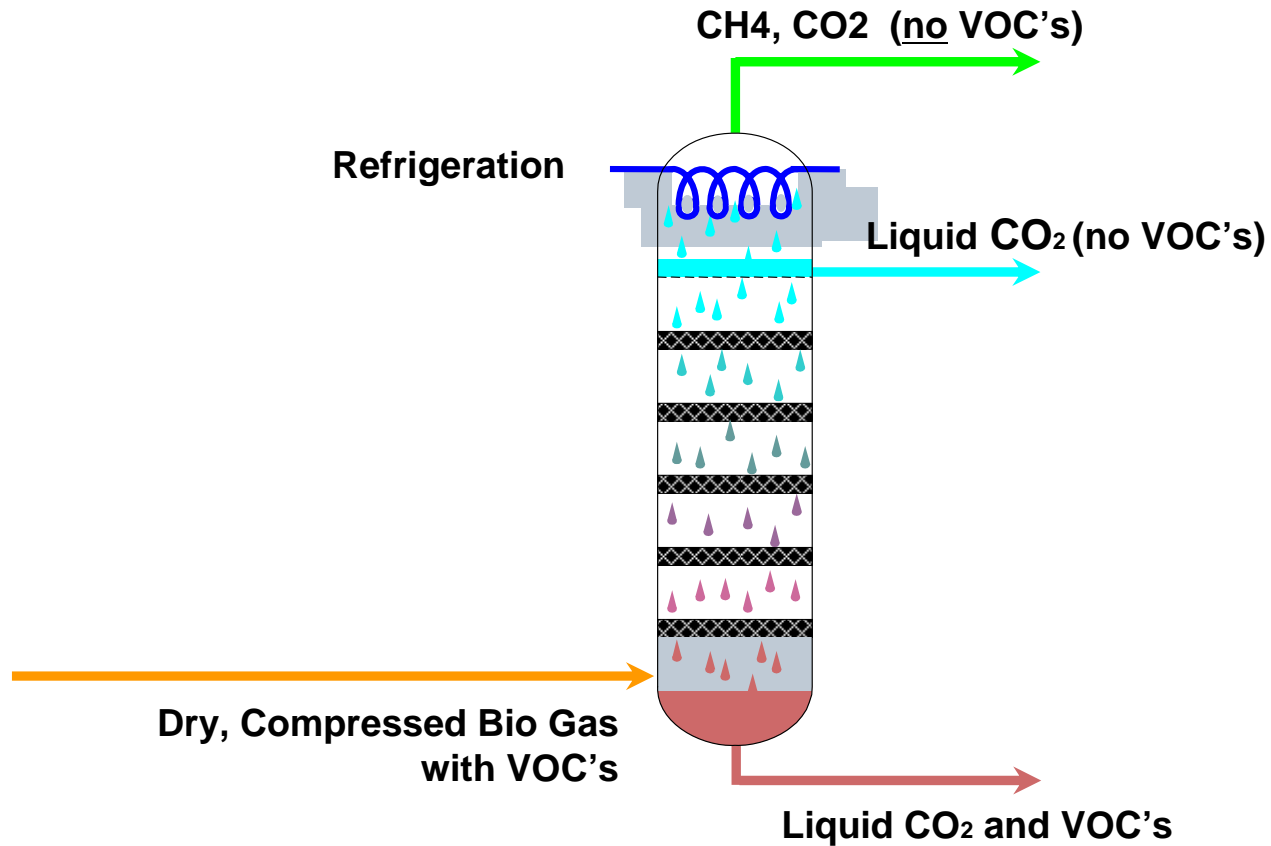 CH4, CO2 (no VOC's)
Refrigeration
Liquid CO2 (no VOC's)
Dry, Compressed Bio Gas
with VOC's
Liquid CO2 and VOC's